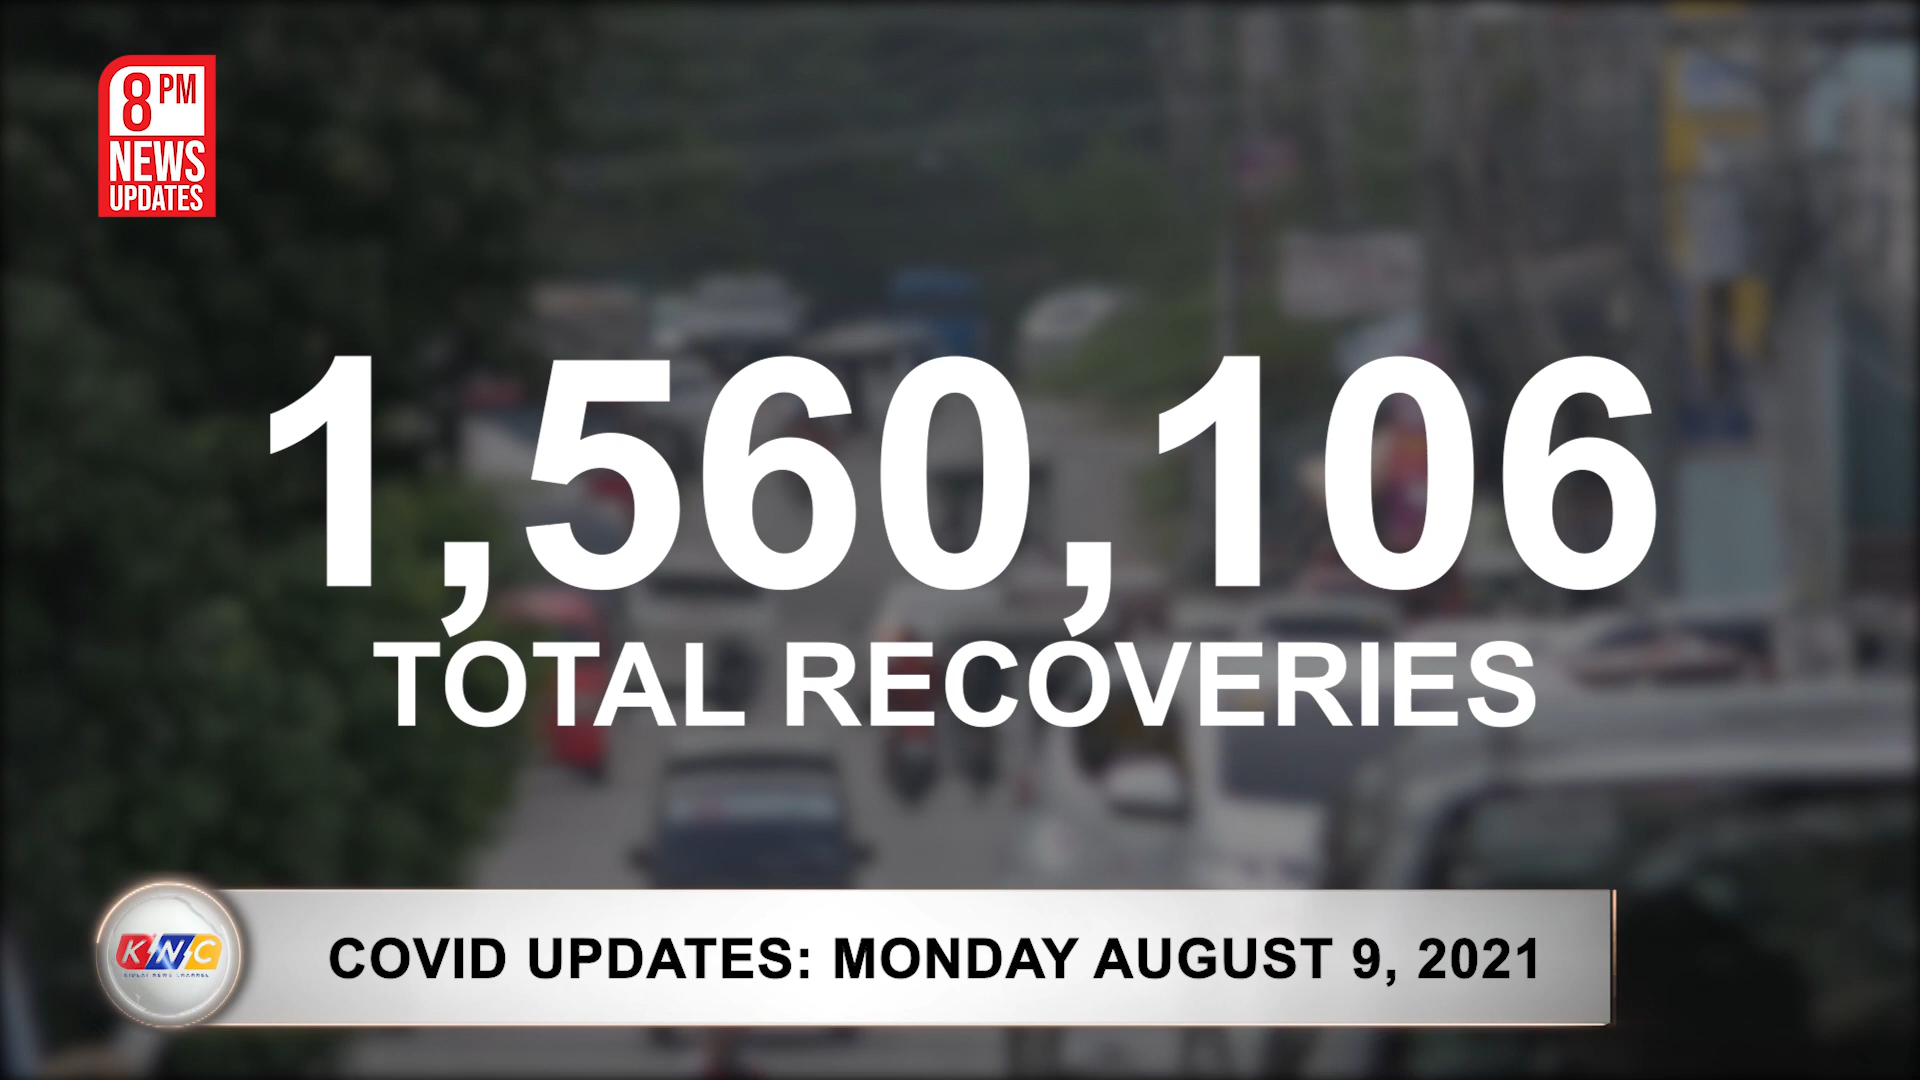 8 PM
NEWS
UPDATES
1,560,106
TOTAL RECOVERIES
KNC
COVID UPDATES: MONDAY AUGUST 9, 2021